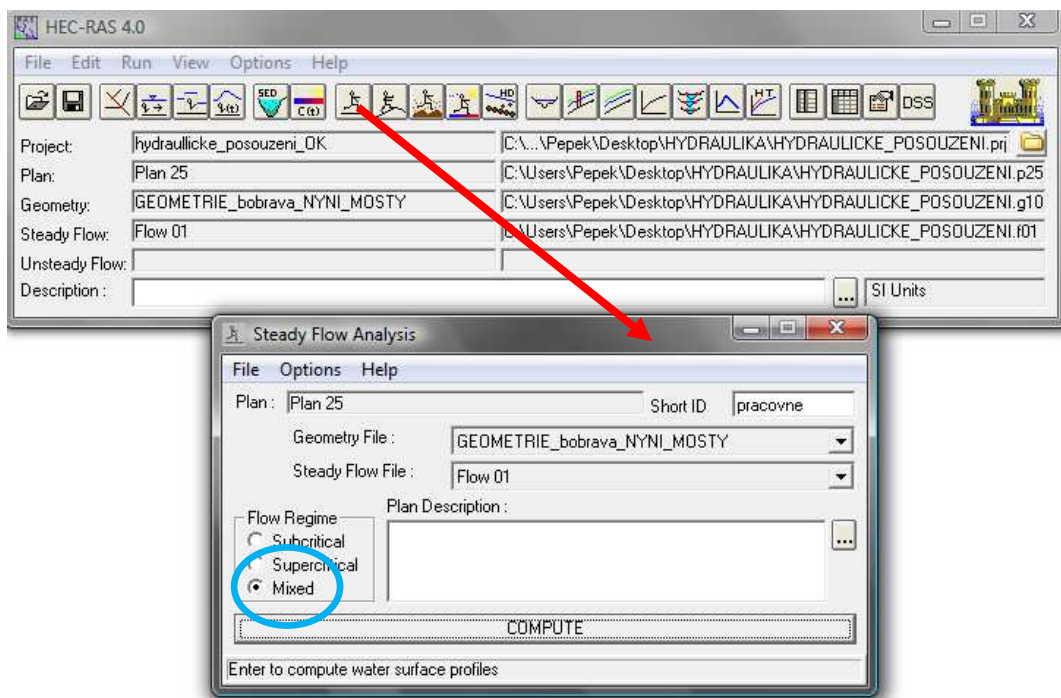 HEC-RAS 4.0
File Edit Run View Options Help
SED C(t) q(t) HD HT DSS
Project: hydraullicke_posouzeni_OK C:\...\Pepek\Desktop\HYDRAULIKA\HYDRAULICKE_POSOUZENI.prj
Plan: Plan 25 C:\Users\Pepek\Desktop\HYDRAULIKA\HYDRAULICKE_POSOUZENI.p25
Geometry: GEOMETRIE_bobrava_NYNI_MOSTY C:\Users\Pepek\Desktop\HYDRAULIKA\HYDRAULICKE_POSOUZENI.g10
Steady Flow: Flow 01 C:\Users\Pepek\Desktop\HYDRAULIKA\HYDRAULICKE_POSOUZENI.f01
Unsteady Flow:
Description : ... SI Units
Steady Flow Analysis
File Options Help
Plan : Plan 25 Short ID pracovne
Geometry File : GEOMETRIE_bobrava_NYNI_MOSTY
Steady Flow File : Flow 01
Flow Regime Plan Description :
Subcritical ...
Supercritical
Mixed
COMPUTE
Enter to compute water surface profiles